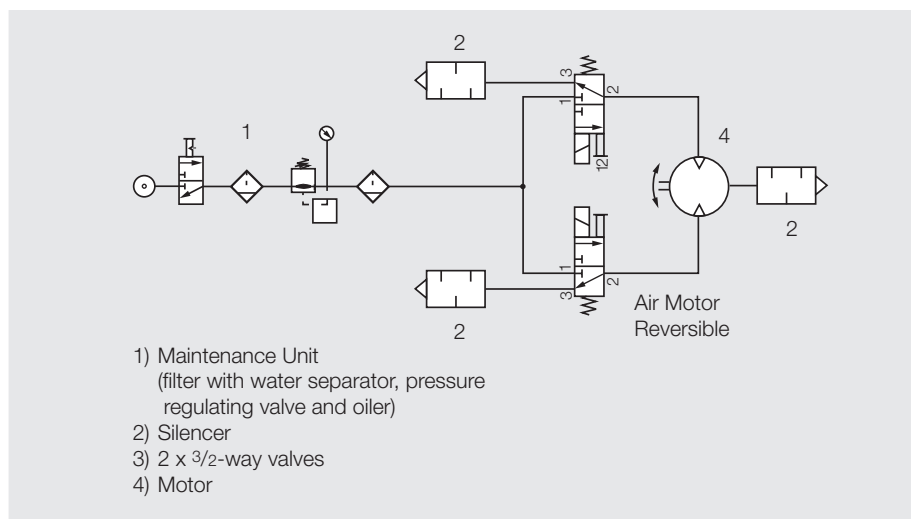 2
3
2
1
12
1
4
2
1
2
3
2
Air Motor
Reversible
1) Maintenance Unit
(filter with water separator, pressure
regulating valve and oiler)
2) Silencer
3) 2 x 3/2-way valves
4) Motor